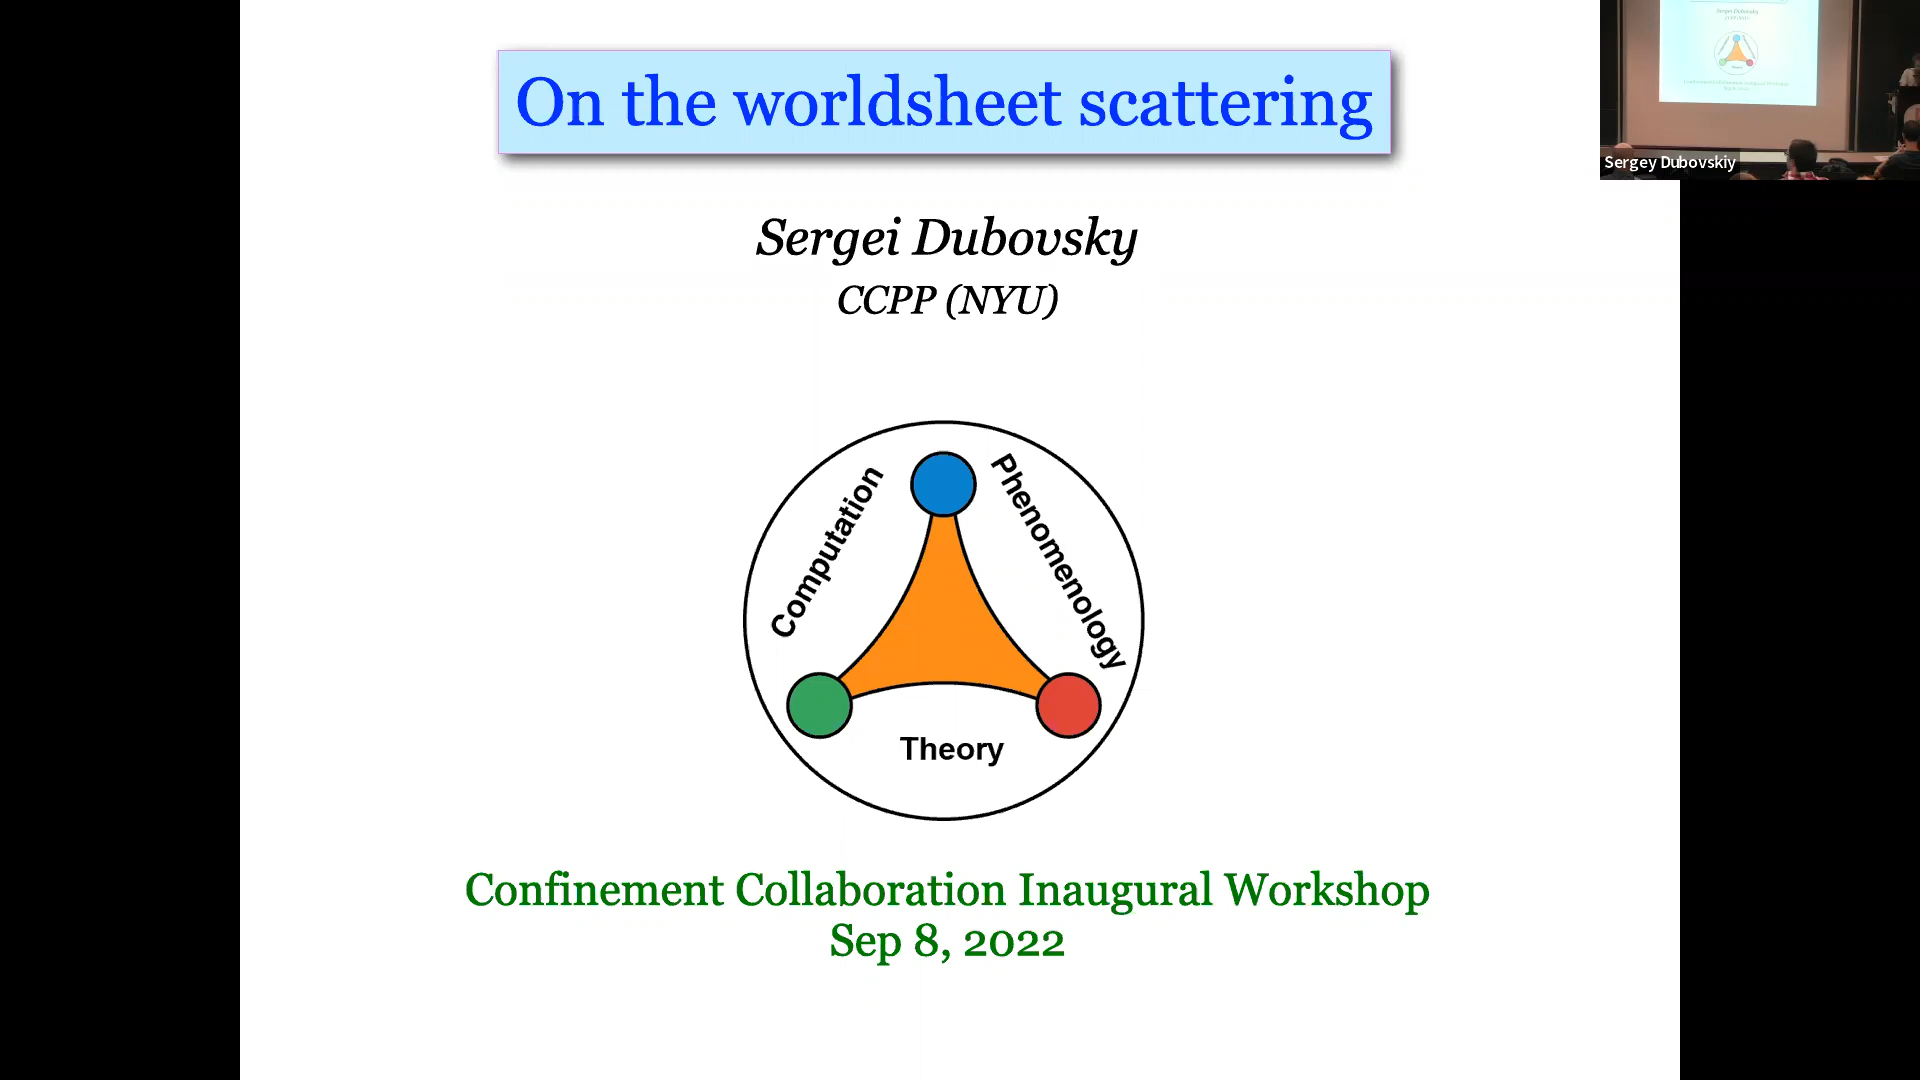 On the worldsheet scattering
Sergei Dubovsky
CCPP (NYU)
Computation
Phenomenology
Theory
Confinement Collaboration Inaugural Workshop
Sep 8, 2022
Sergey Dubovskiy